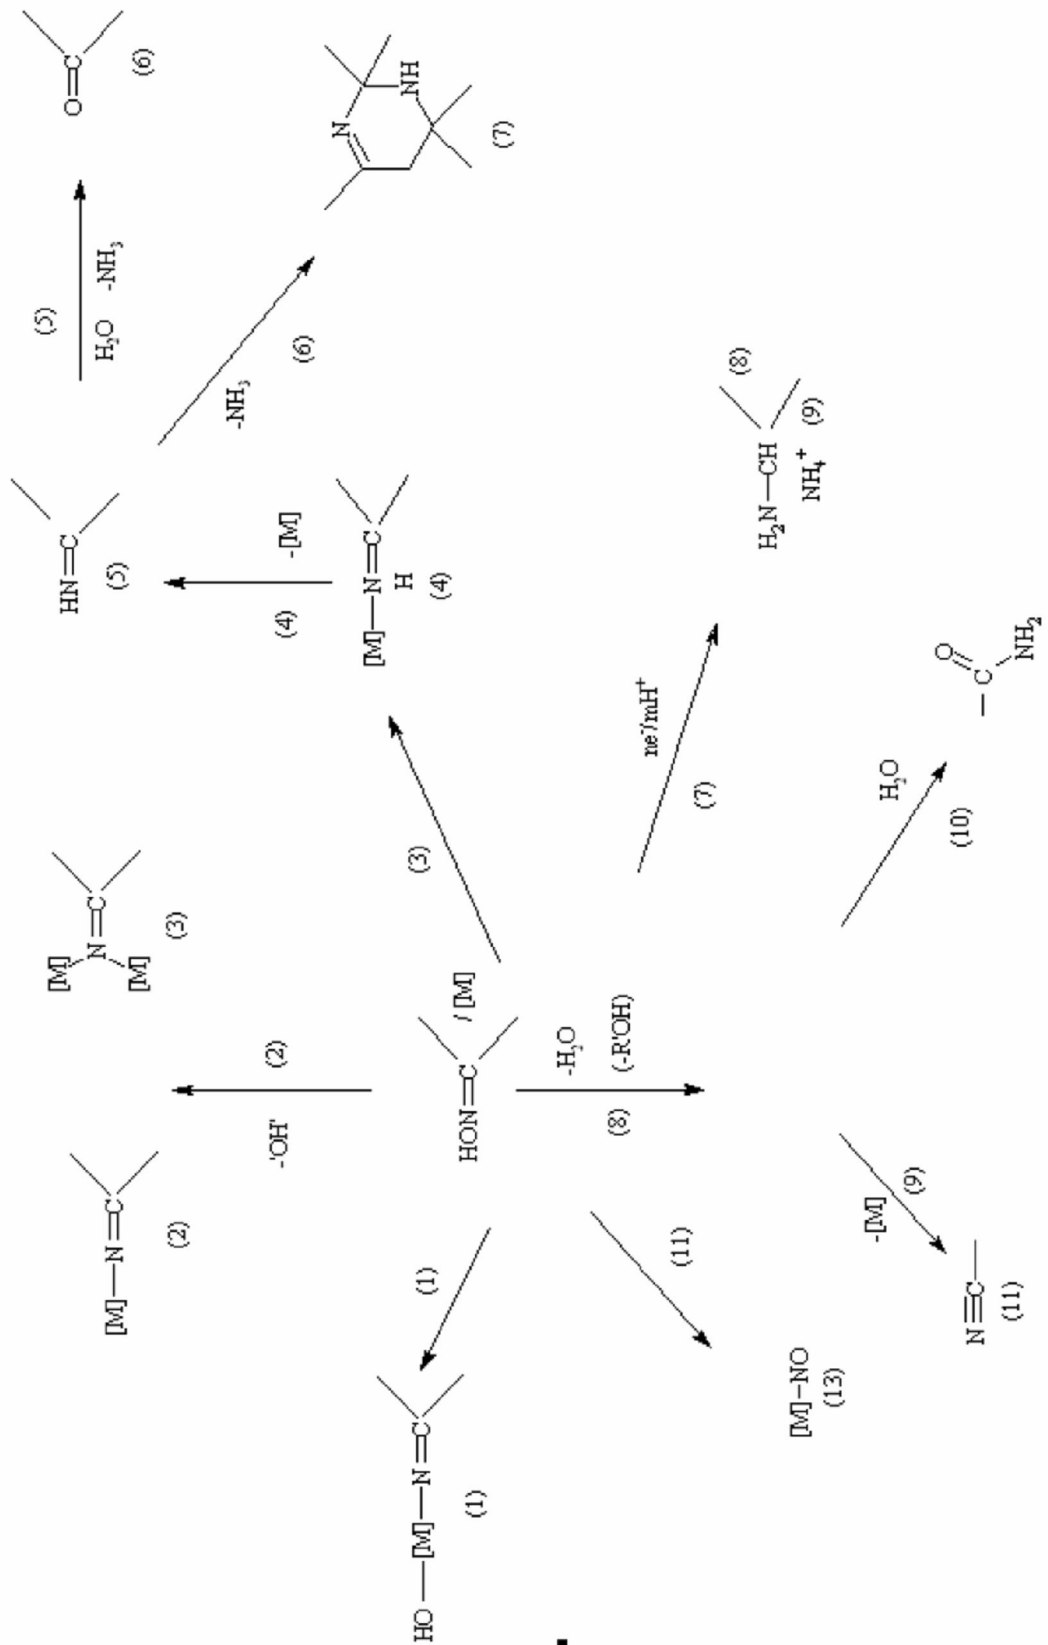 O=C
(6)
(5)
H₂O -NH₃
N
NH
(7)
-NH₃
(6)
HN=C
(5)
-[M]
(4)
[M]—N=C
H
(4)
(8)
H₂N—CH
NH₄⁺
(9)
ne⁻/mH⁺
(7)
(3)
[M]
[M]
N=C
(3)
(2)
-'OH'
[M]—N=C
(2)
HON=C
/ [M]
-H₂O
(-R'OH)
(8)
H₂O
(10)
O
C
NH₂
(1)
HO—[M]—N=C
(1)
(11)
[M]-NO
(13)
-[M]
(9)
N≡C
(11)